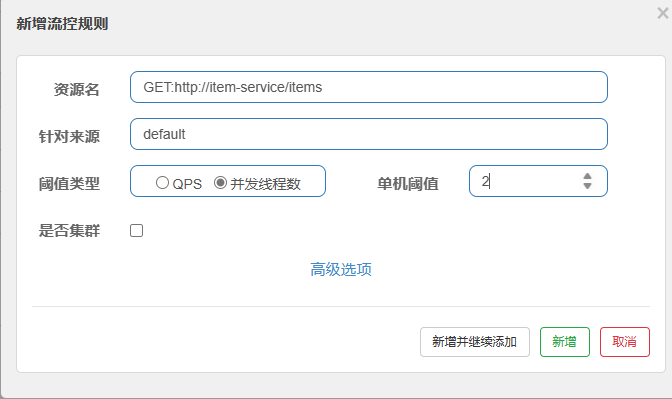 新增流控规则
×
资源名 GET:http://item-service/items
针对来源 default
阈值类型 QPS 并发线程数 单机阈值 2
是否集群
高级选项
新增并继续添加 新增 取消